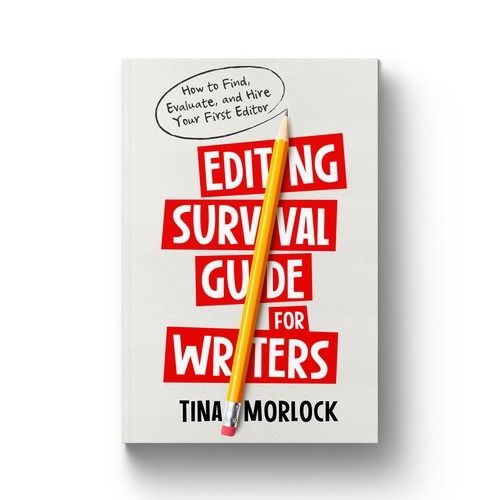 How to Find,
Evaluate, and Hire
Your First Editor
EDITING
SURVIVAL
GUIDE
FOR
WRITERS
TINA MORLOCK